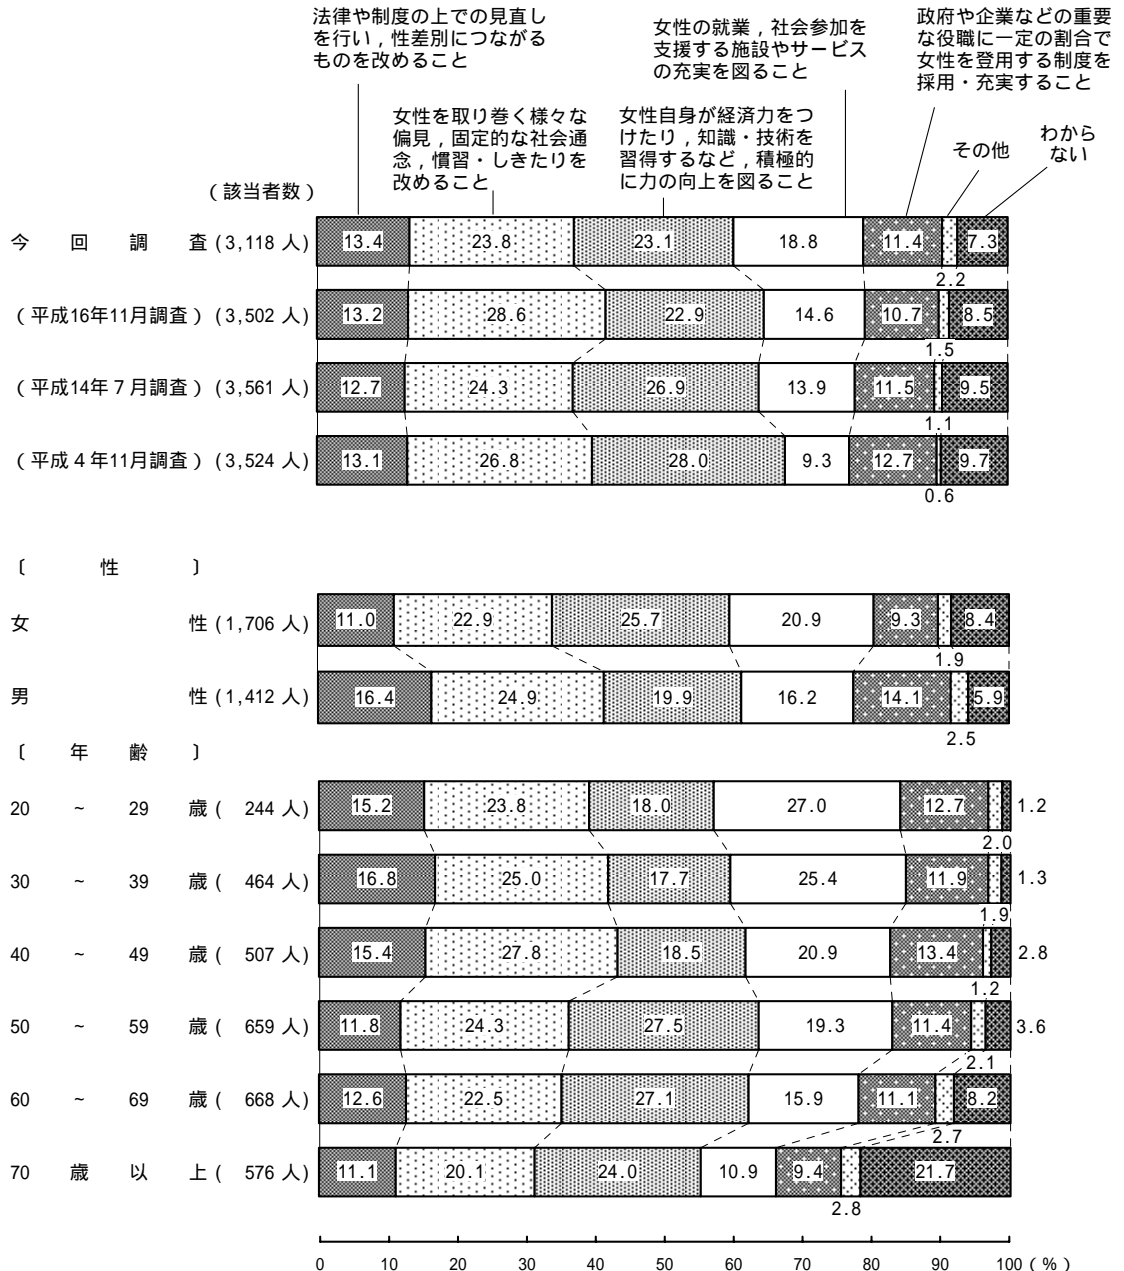 法律や制度の上での見直し
を行い，性差別につながる
ものを改めること
女性を取り巻く様々な
偏見，固定的な社会通
念，慣習・しきたりを
改めること
女性自身が経済力をつ
けたり，知識・技術を
習得するなど，積極的
に力の向上を図ること
女性の就業，社会参加を
支援する施設やサービス
の充実を図ること
政府や企業などの重要
な役職に一定の割合で
女性を登用する制度を
採用・充実すること
その他
わから
ない
（該当者数）
今回調査(3,118 人) 13.4 23.8 23.1 18.8 11.4 2.2 7.3
（平成16年11月調査）(3,502 人) 13.2 28.6 22.9 14.6 10.7 1.5 8.5
（平成14年７月調査）(3,561 人) 12.7 24.3 26.9 13.9 11.5 1.1 9.5
（平成４年11月調査）(3,524 人) 13.1 26.8 28.0 9.3 12.7 0.6 9.7
〔 性 〕
女 性(1,706 人) 11.0 22.9 25.7 20.9 9.3 1.9 8.4
男 性(1,412 人) 16.4 24.9 19.9 16.2 14.1 2.5 5.9
〔 年 齢 〕
20 ~ 29 歳( 244 人) 15.2 23.8 18.0 27.0 12.7 2.0 1.2
30 ~ 39 歳( 464 人) 16.8 25.0 17.7 25.4 11.9 1.9 1.3
40 ~ 49 歳( 507 人) 15.4 27.8 18.5 20.9 13.4 1.2 2.8
50 ~ 59 歳( 659 人) 11.8 24.3 27.5 19.3 11.4 2.1 3.6
60 ~ 69 歳( 668 人) 12.6 22.5 27.1 15.9 11.1 2.7 8.2
70 歳 以 上( 576 人) 11.1 20.1 24.0 10.9 9.4 2.8 21.7
0 10 20 30 40 50 60 70 80 90 100（%）